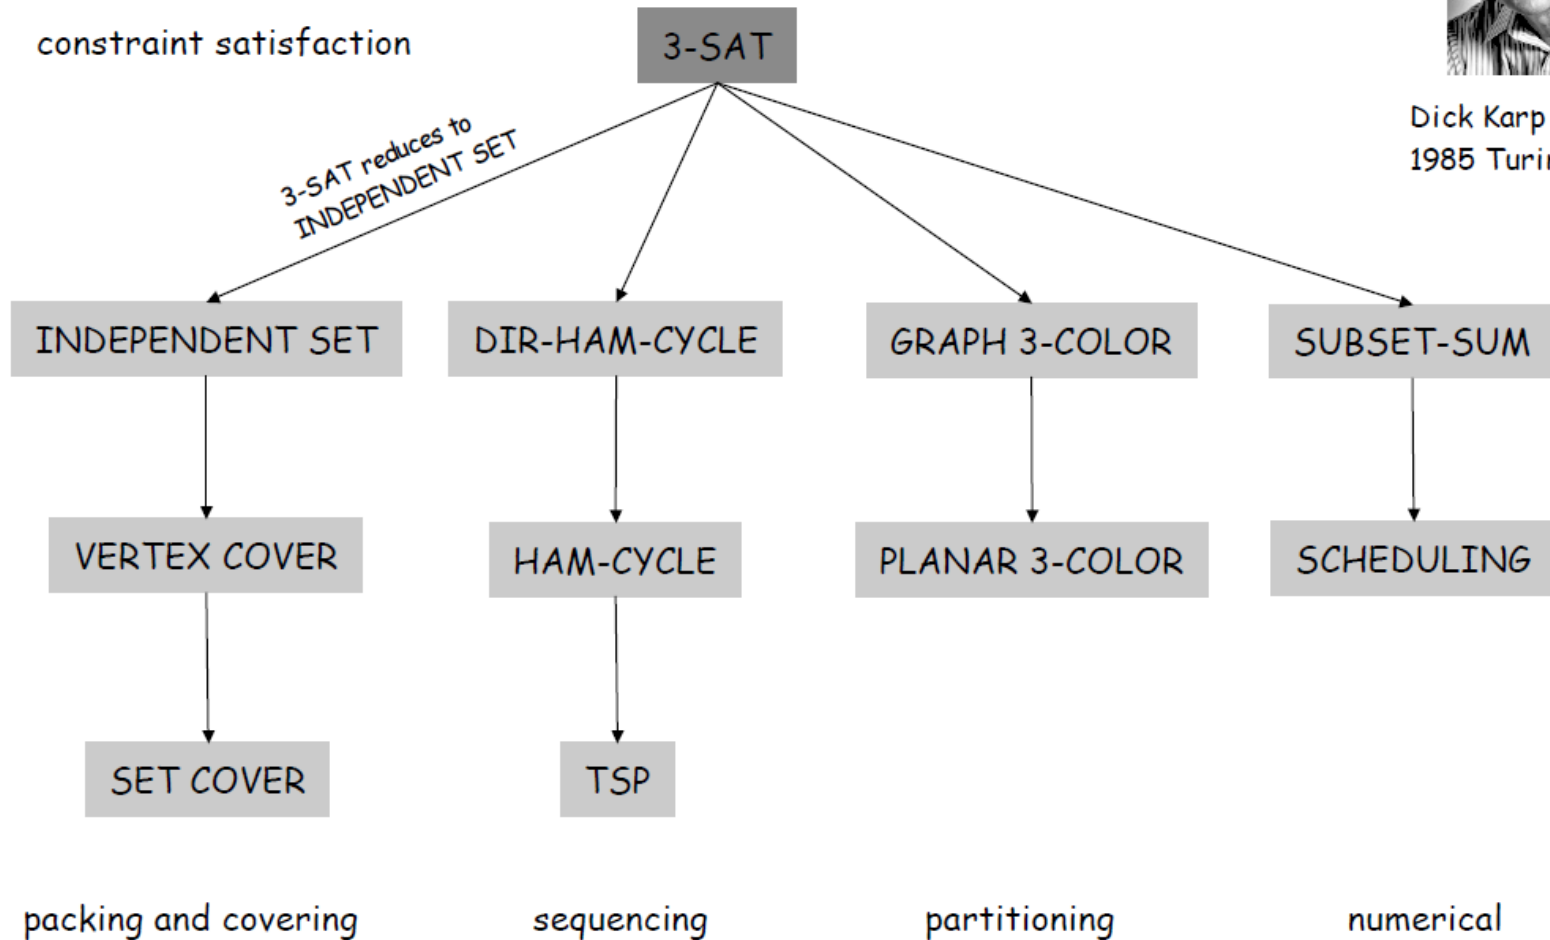 constraint satisfaction
3-SAT
Dick Karp
1985
3-SAT reduces to
INDEPENDENT SET
INDEPENDENT SET
DIR-HAM-CYCLE
GRAPH 3-COLOR
SUBSET-SUM
VERTEX COVER
HAM-CYCLE
PLANAR 3-COLOR
SCHEDULING
SET COVER
TSP
packing and covering
sequencing
partitioning
numerical